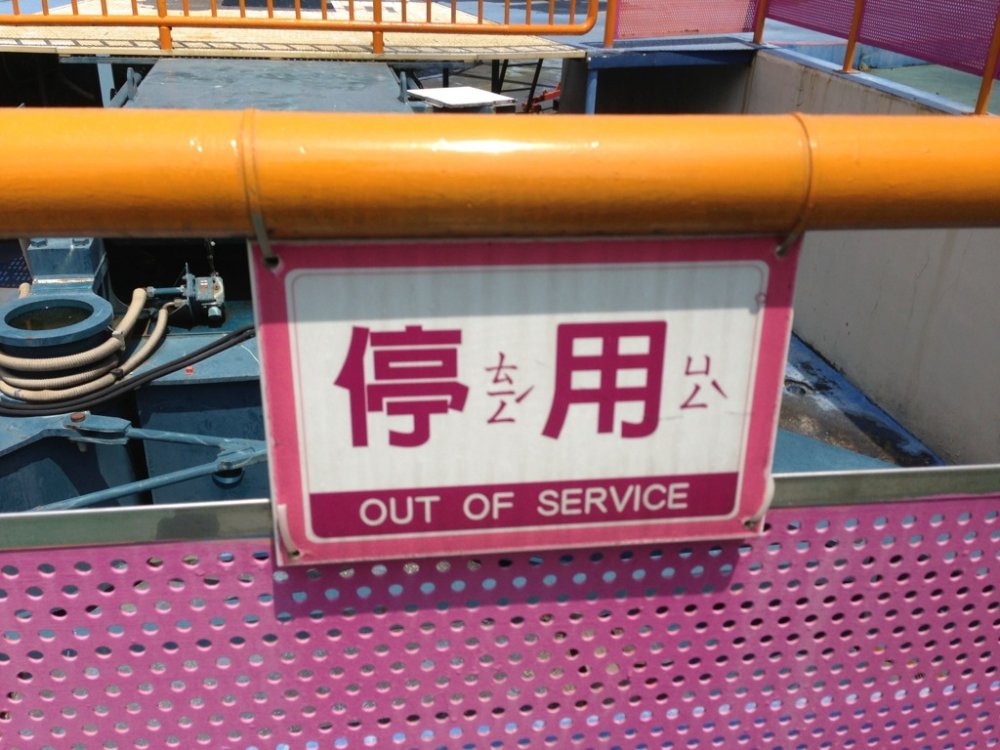 停ㄊㄧㄥˊ用ㄩㄥˋ
OUT OF SERVICE